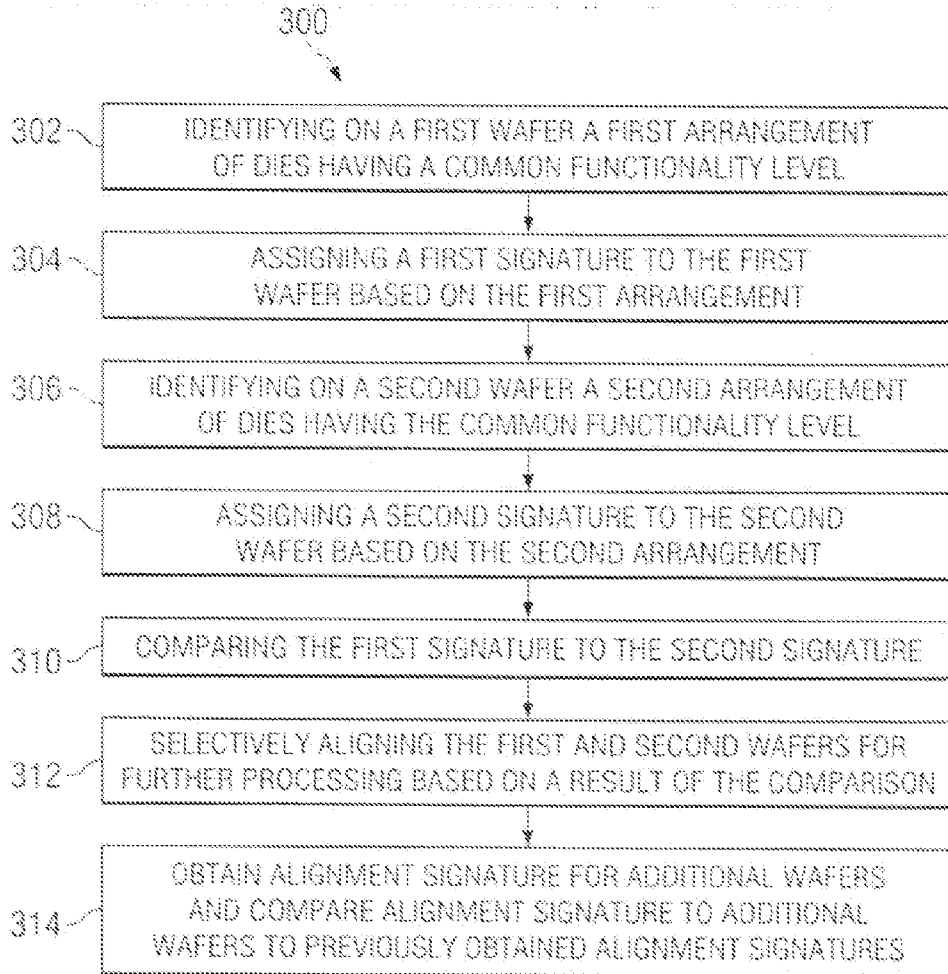 300
302
IDENTIFYING ON A FIRST WAFER A FIRST ARRANGEMENT
OF DIES HAVING A COMMON FUNCTIONALITY LEVEL
304
ASSIGNING A FIRST SIGNATURE TO THE FIRST
WAFER BASED ON THE FIRST ARRANGEMENT
306
IDENTIFYING ON A SECOND WAFER A SECOND ARRANGEMENT
OF DIES HAVING THE COMMON FUNCTIONALITY LEVEL
308
ASSIGNING A SECOND SIGNATURE TO THE SECOND
WAFER BASED ON THE SECOND ARRANGEMENT
310
COMPARING THE FIRST SIGNATURE TO THE SECOND SIGNATURE
312
SELECTIVELY ALIGNING THE FIRST AND SECOND WAFERS FOR
FURTHER PROCESSING BASED ON A RESULT OF THE COMPARISON
314
OBTAIN ALIGNMENT SIGNATURE FOR ADDITIONAL WAFERS
AND COMPARE ALIGNMENT SIGNATURE TO ADDITIONAL
WAFERS TO PREVIOUSLY OBTAINED ALIGNMENT SIGNATURES